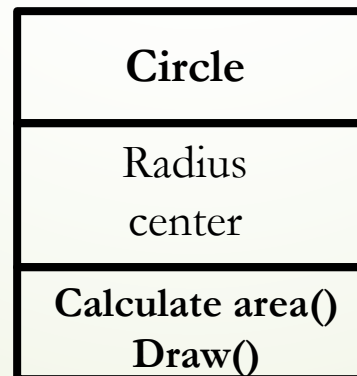 Circle
Radius
center
Calculate area()
Draw()